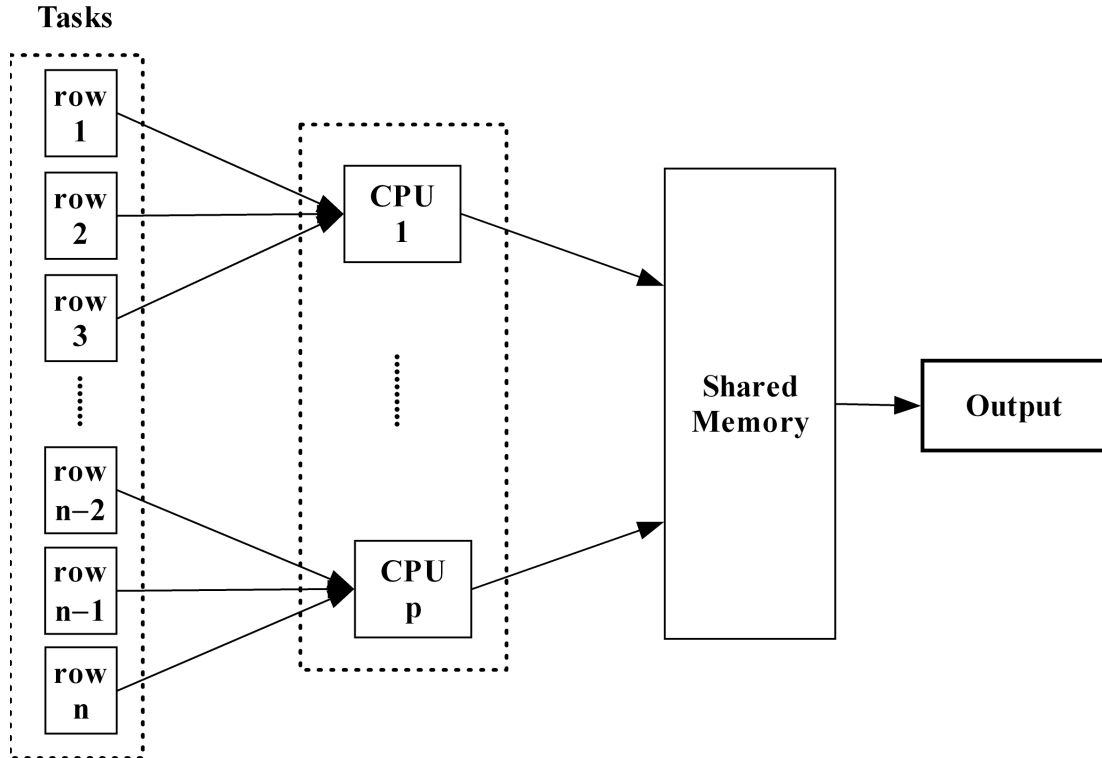 Tasks
row
1
row
2
row
3
row
n−2
row
n−1
row
n
CPU
1
CPU
p
Shared
Memory
Output